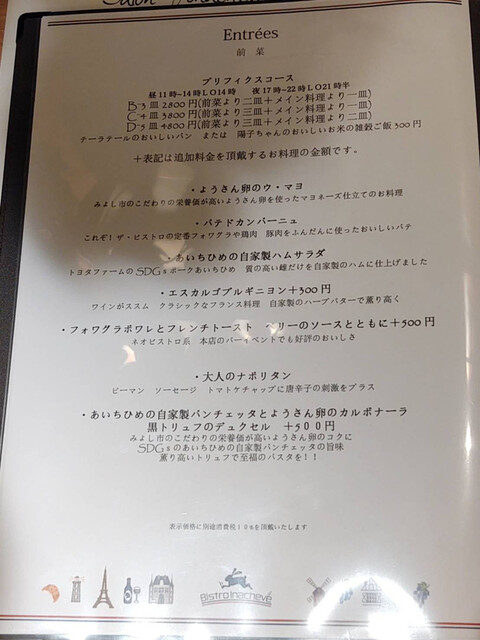 Salon
Entrées
前菜
プリフィクスコース
昼11時~14時LO14時 夜17時~22時LO21時半
B-3皿2800円(前菜より二皿+メイン料理より一皿)
C-4皿3800円(前菜より三皿+メイン料理より一皿)
D-5皿4800円(前菜より三皿+メイン料理より二皿)
テーラテールのおいしいパン または 陽子ちゃんのおいしいお米の雑穀ご飯300円
+表記は追加料金を頂戴するお料理の金額です。
・ようさん卵のウ・マヨ
みよし市のこだわりの栄養価が高いようさん卵を使ったマヨネーズ仕立てのお料理
・パテドカンパーニュ
これぞ!ザ・ビストロの定番フォワグラや鶏肉 豚肉をふんだんに使ったおいしいパテ
・あいちひめの自家製ハムサラダ
トヨタファームのSDGsポークあいちひめ 質の高い雌だけを自家製のハムに仕上げました
・エスカルゴブルギニヨン+300円
ワインがススム クラシックなフランス料理 自家製のハーブバターで薫り高く
・フォワグラポワレとフレンチトースト ベリーのソースとともに+500円
ネオビストロ系 本店のバーイベントでも好評のおいしさ
・大人のナポリタン
ピーマン ソーセージ トマトケチャップに唐辛子の刺激をプラス
・あいちひめの自家製パンチェッタとようさん卵のカルボナーラ
黒トリュフのデュクセル +500円
みよし市のこだわりの栄養価が高いようさん卵のコクに
SDGsのあいちひめの自家製パンチェッタの旨味
薫り高いトリュフで至福のパスタを!!
表示価格に別途消費税10%を頂戴いたします
Bistro Inachevé